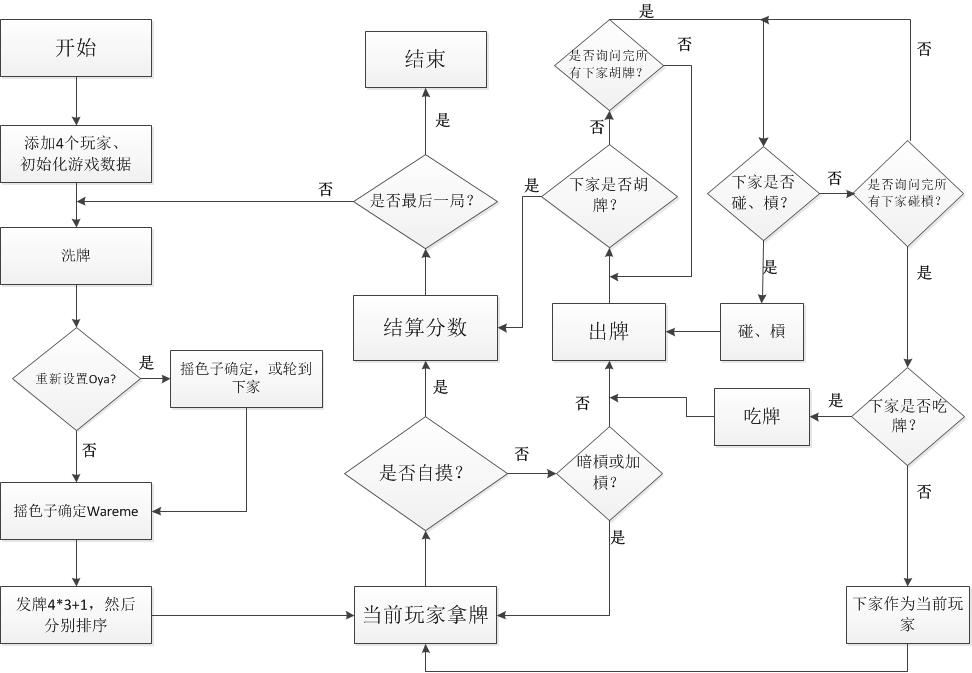 开始
添加4个玩家、
初始化游戏数据
洗牌
重新设置Oya?
是
摇色子确定，或轮到
下家
否
摇色子确定Wareme
发牌4*3+1，然后
分别排序
结束
是
是否最后一局?
否
结算分数
是
是否自摸?
否
当前玩家拿牌
是
是否询问完所
有下家胡牌?
否
否
下家是否胡
牌?
是
出牌
否
暗槓或加
槓?
是
下家是否
碰、槓?
否
是
碰、槓
否
是否询问完所
有下家碰槓?
是
下家是否吃
牌?
是
吃牌
否
下家作为当前玩
家